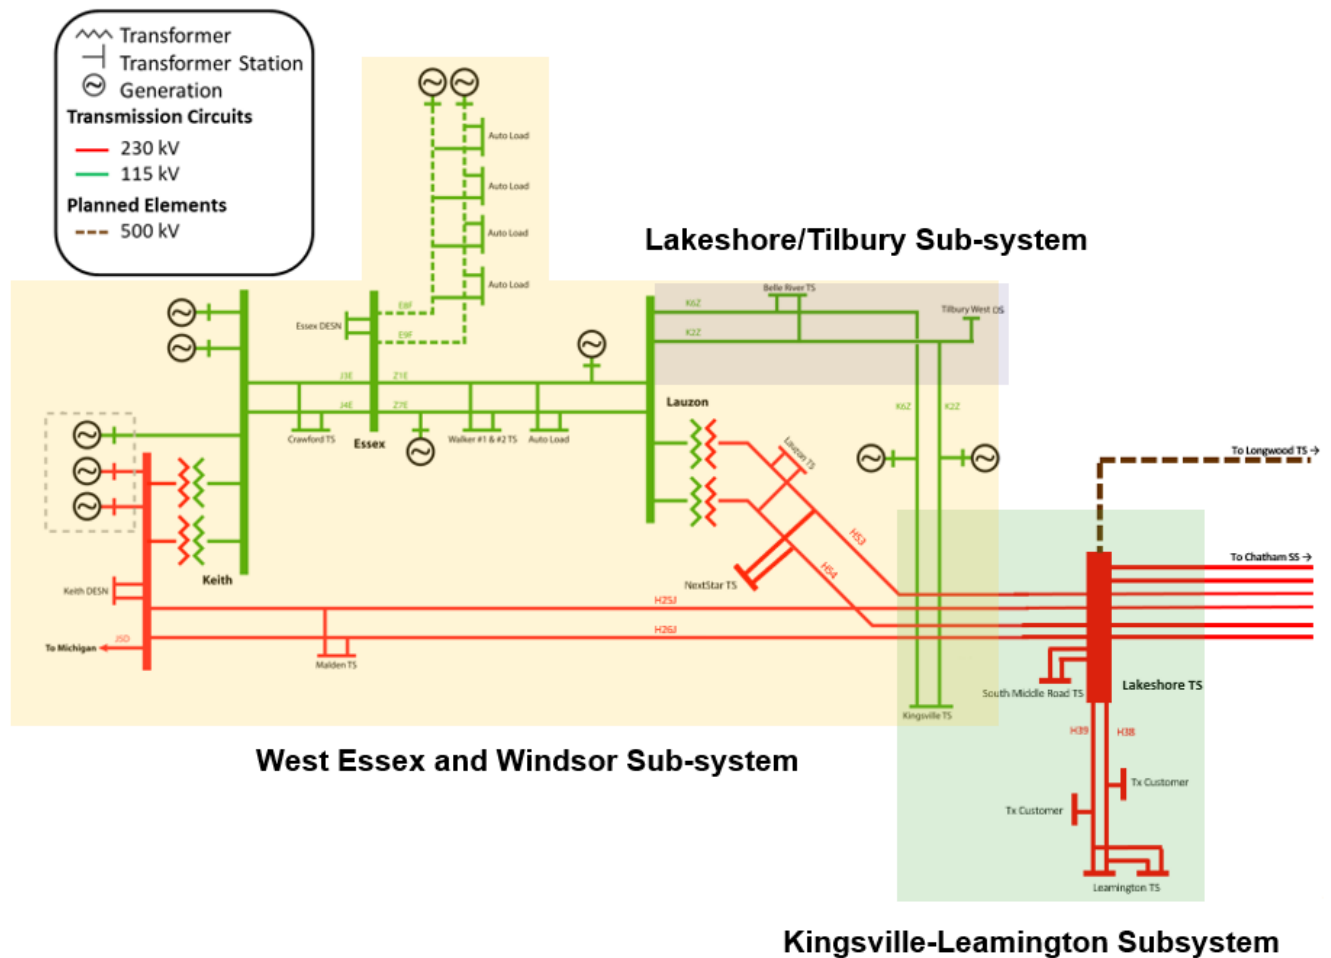 Transformer
Transformer Station
Generation
Transmission Circuits
230 kV
115 kV
Planned Elements
500 kV
Auto Load
Auto Load
Auto Load
Auto Load
Lakeshore/Tilbury Sub-system
Belle River TS
K6Z
Tilbury West DS
E8F
Essex DESN
E9F
K2Z
J3E
Z1E
Lauzon
J4E
Z7E
K6Z
K2Z
Crawford TS
Essex
Walker #1 & #2 TS
Auto Load
Lauzon TS
To Longwood TS →
H53
To Chatham SS →
H54
Keith
NextStar TS
Keith DESN
H25J
H26J
J5D
To Michigan
Malden TS
South Middle Road TS
Lakeshore TS
Kingsville TS
H39
H38
West Essex and Windsor Sub-system
Tx Customer
Tx Customer
Leamington TS
Kingsville-Leamington Subsystem